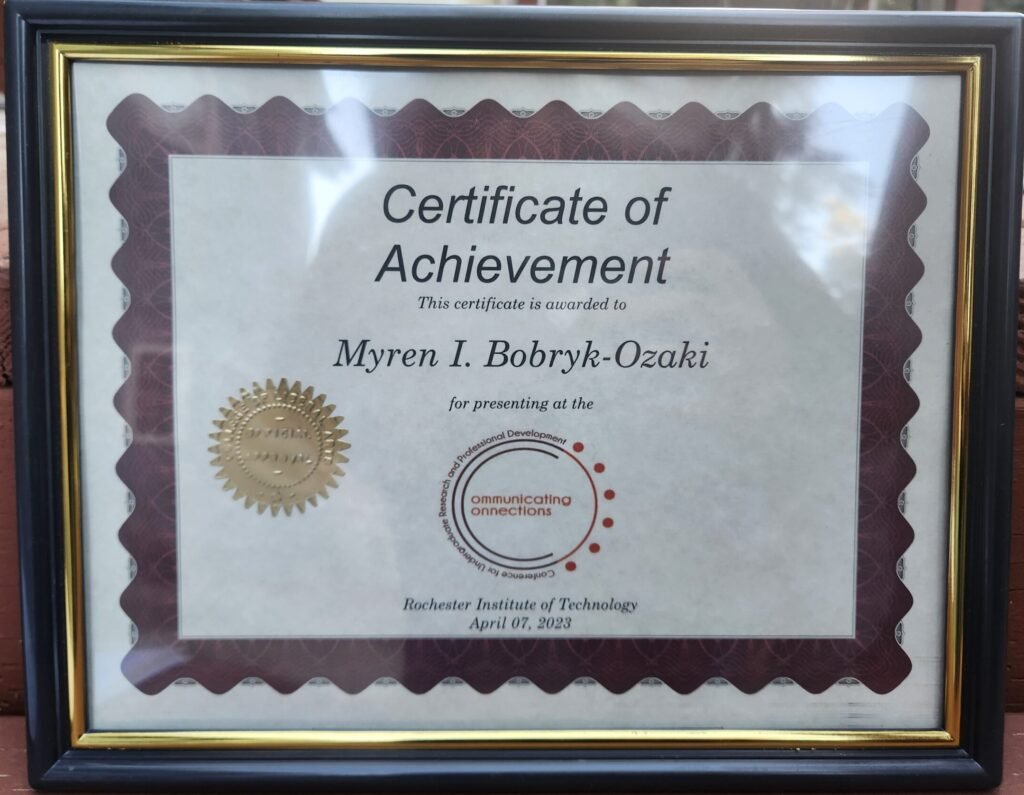 Certificate of
Achievement
This certificate is awarded to
Myren I. Bobryk-Ozaki
for presenting at the
Conference for Undergraduate Research and Professional Development
ommunicating
onnections
Rochester Institute of Technology
April 07, 2023